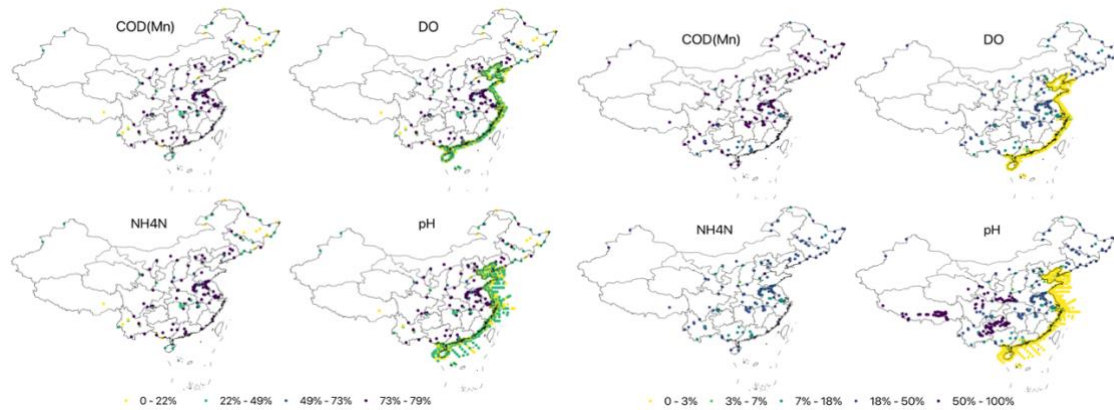 COD(Mn) DO COD(Mn) DO
NH4N pH NH4N pH
0 - 22% 22% - 49% 49% - 73% 73% - 79% 0 - 3% 3% - 7% 7% - 18% 18% - 50% 50% - 100%